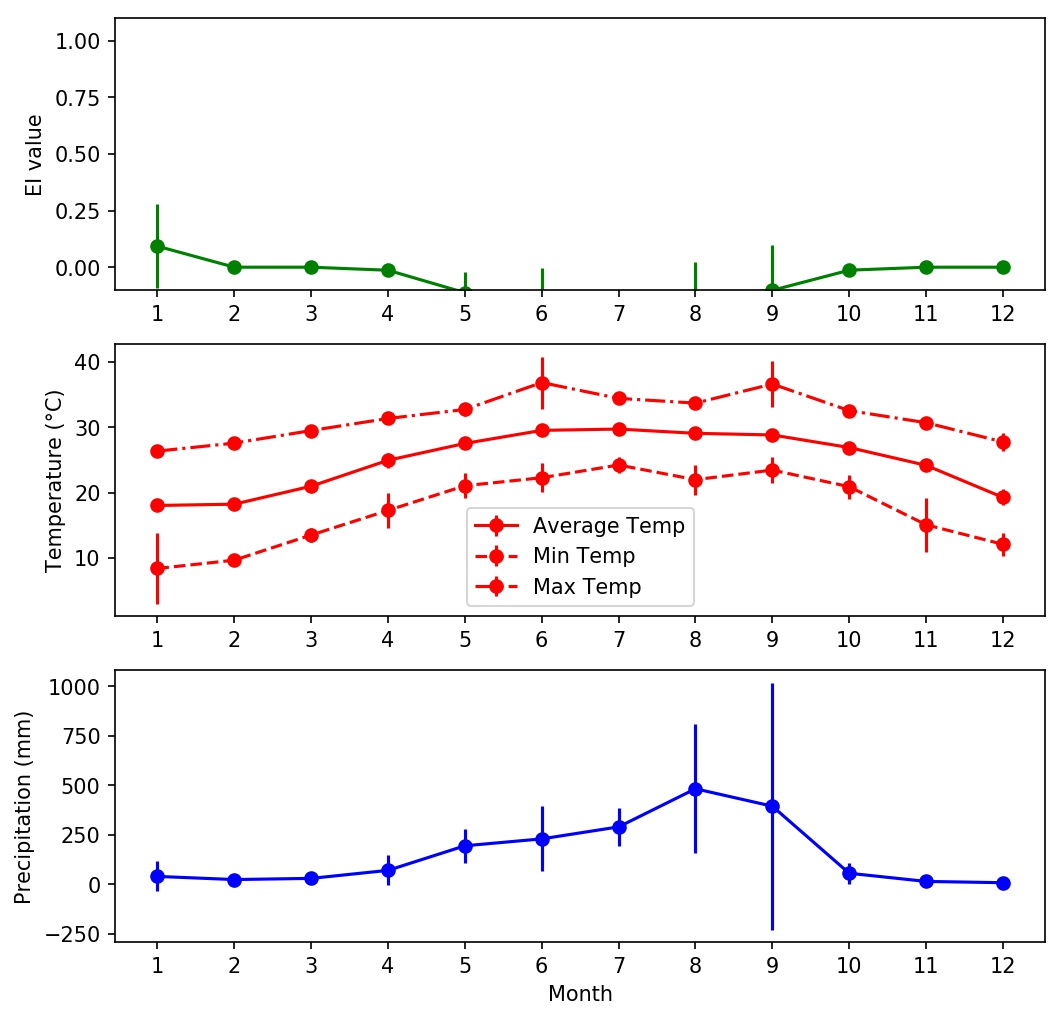 EI value
1.00
0.75
0.50
0.25
0.00
1 2 3 4 5 6 7 8 9 10 11 12
Temperature (°C)
40
30
20
10
Average Temp
Min Temp
Max Temp
1 2 3 4 5 6 7 8 9 10 11 12
Precipitation (mm)
1000
750
500
250
0
−250
1 2 3 4 5 6 7 8 9 10 11 12
Month